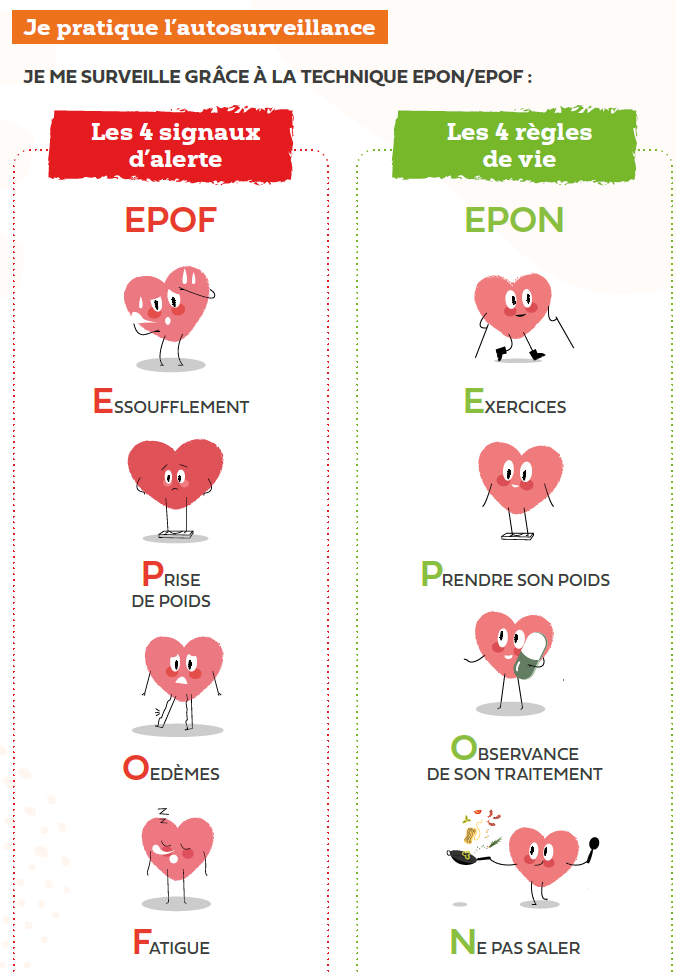 Je pratique l'autosurveillance
JE ME SURVEILLE GRÂCE À LA TECHNIQUE EPON/EPOF :
Les 4 signaux
d'alerte
EPOF
ESSOUFFLEMENT
PRISE
DE POIDS
OEDÈMES
Z
Z
FATIGUE
Les 4 règles
de vie
EPON
EXERCICES
PRENDRE SON POIDS
OBSERVANCE
DE SON TRAITEMENT
NE PAS SALER